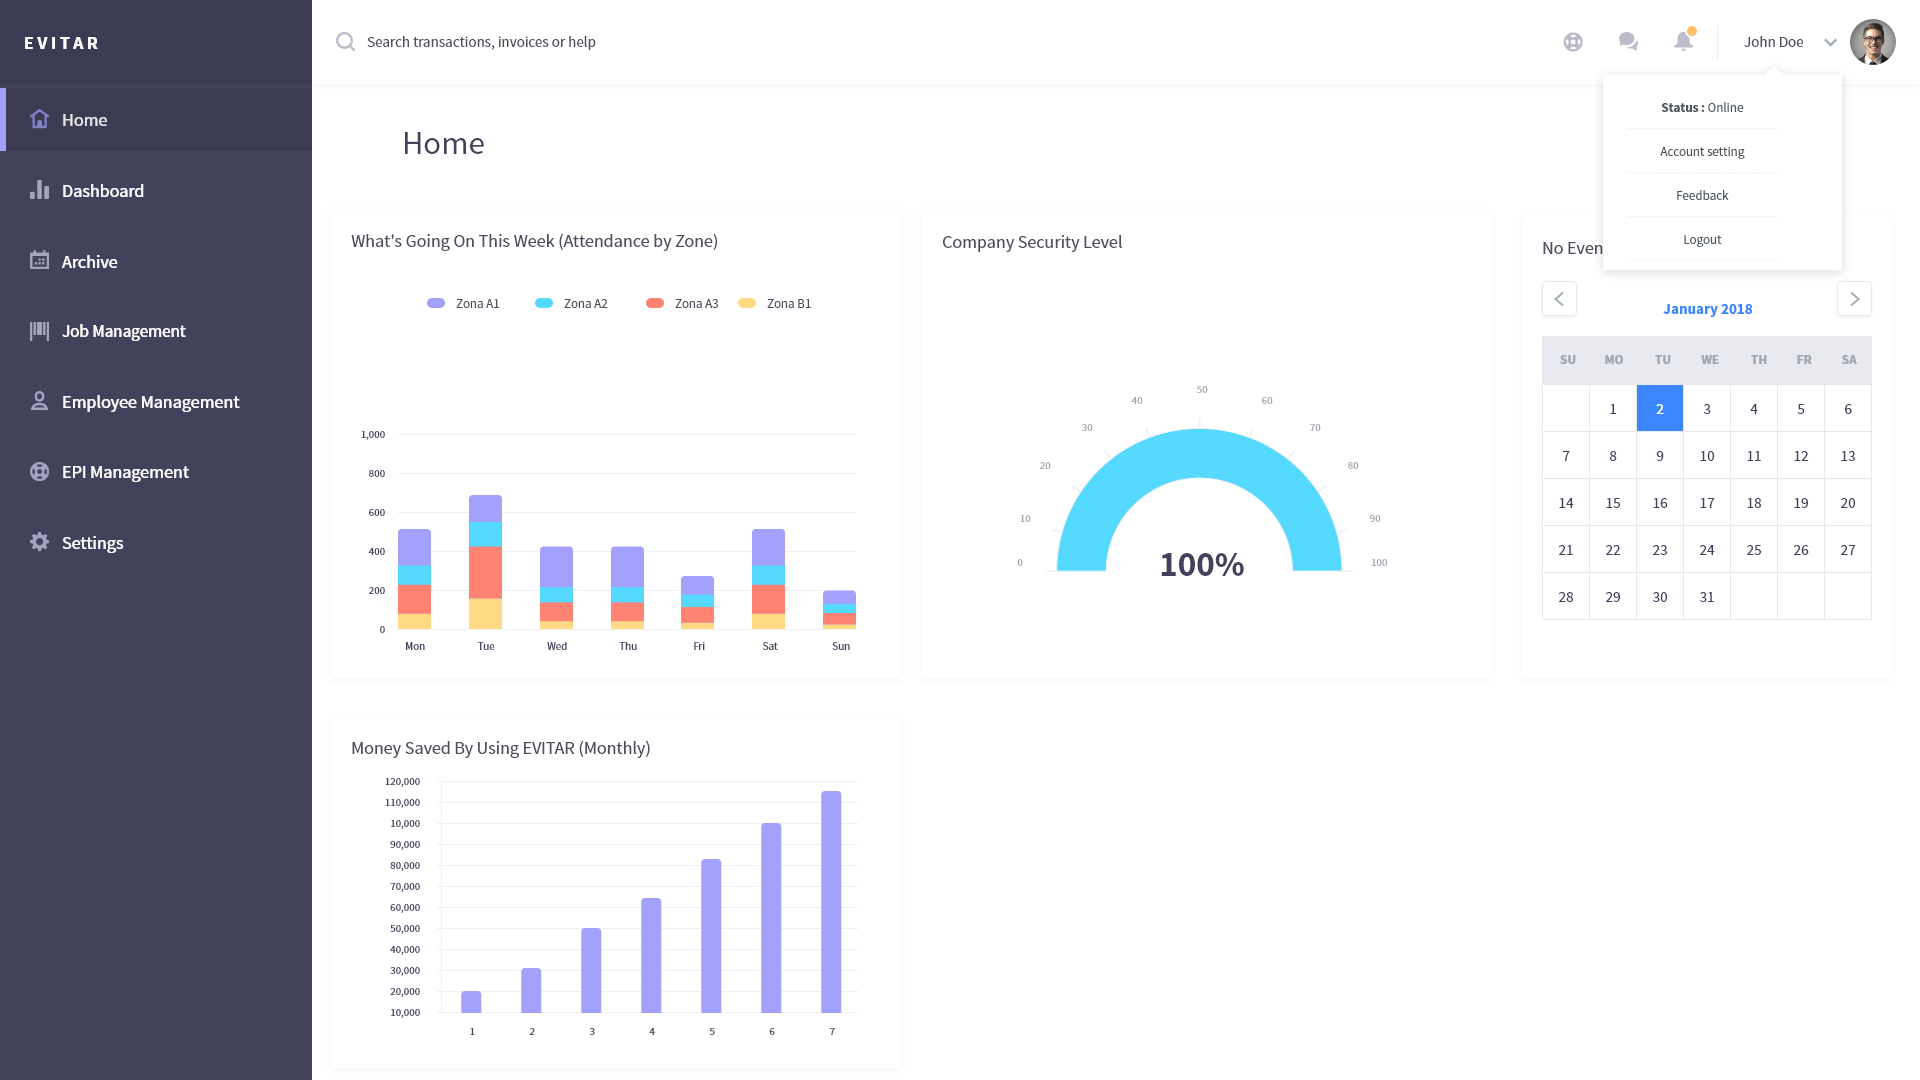 EVITAR
Search transactions, invoices or help
John Doe
Home
Dashboard
Archive
Job Management
Employee Management
EPI Management
Settings
Status : Online
Account setting
Feedback
Logout
Home
What's Going On This Week (Attendance by Zone)
Zona A1 Zona A2 Zona A3 Zona B1
1,000
800
600
400
200
0
Mon Tue Wed Thu Fri Sat Sun
Company Security Level
0 10 20 30 40 50 60 70 80 90 100
100%
No Even
January 2018
SU MO TU WE TH FR SA
1 2 3 4 5 6
7 8 9 10 11 12 13
14 15 16 17 18 19 20
21 22 23 24 25 26 27
28 29 30 31
Money Saved By Using EVITAR (Monthly)
120,000
110,000
10,000
90,000
80,000
70,000
60,000
50,000
40,000
30,000
20,000
10,000
1 2 3 4 5 6 7